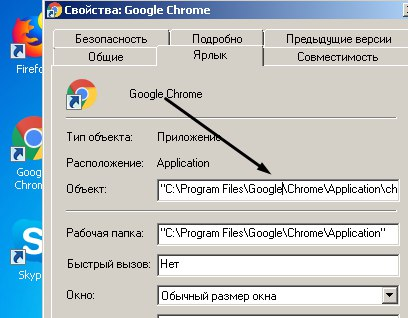 Свойства: Google Chrome
Безопасность Подробно Предыдущие версии
Общие Ярлык Совместимость
Firefo
Google Chrome
Goog
Chrom
Тип объекта: Приложение
Расположение: Application
Объект: "C:\Program Files\Google\Chrome\Application\ch
Рабочая папка: "C:\Program Files\Google\Chrome\Application"
Skyp
Быстрый вызов: Нет
Окно: Обычный размер окна